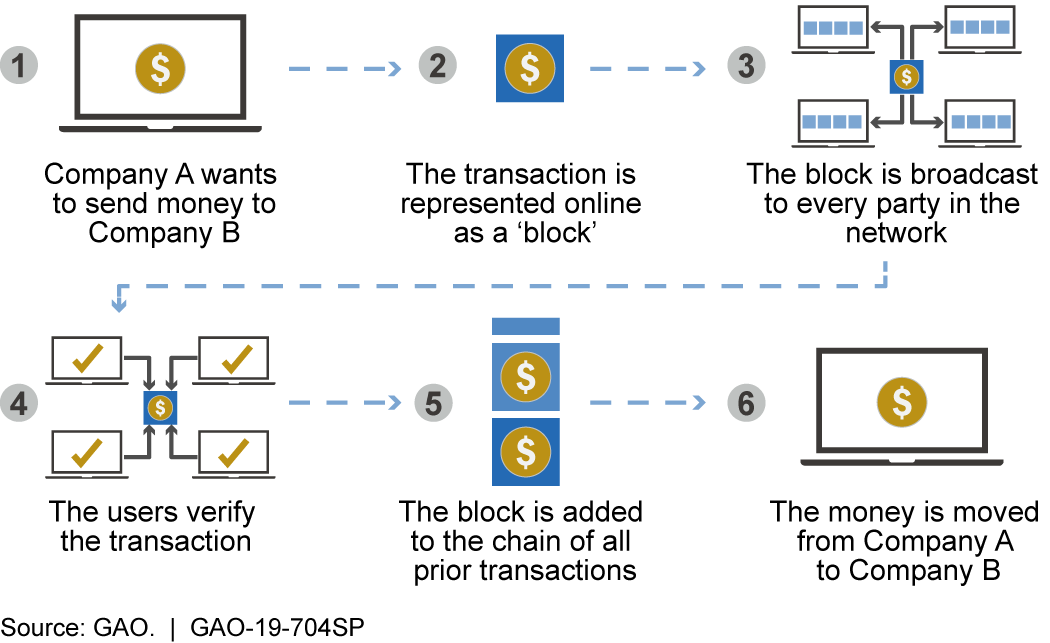 1
Company A wants
to send money to
Company B
2
The transaction is
represented online
as a ‘block’
3
The block is broadcast
to every party in the
network
4
The users verify
the transaction
5
The block is added
to the chain of all
prior transactions
6
The money is moved
from Company A
to Company B
Source: GAO. | GAO-19-704SP